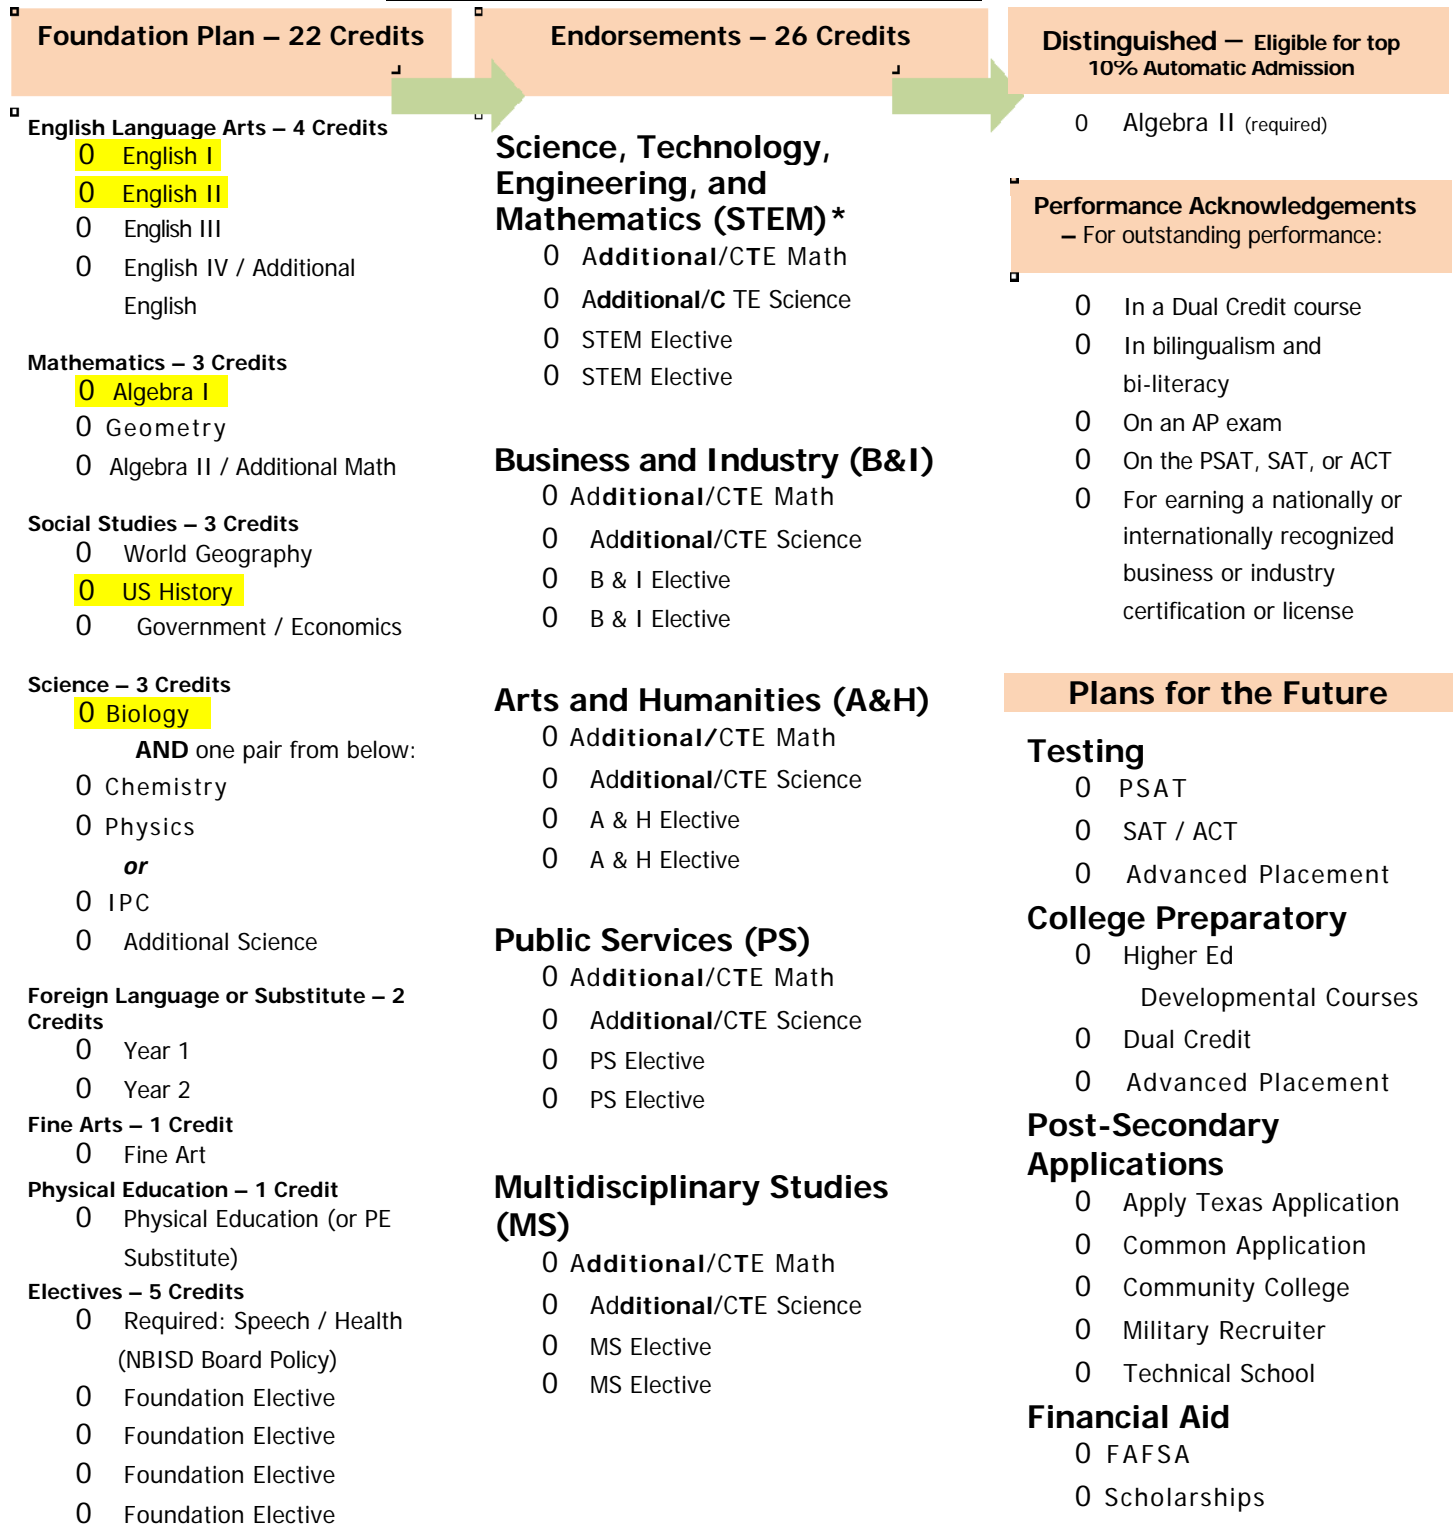 Foundation Plan – 22 Credits
English Language Arts – 4 Credits
0 English I
0 English II
0 English III
0 English IV / Additional
English
Mathematics – 3 Credits
0 Algebra I
0 Geometry
0 Algebra II / Additional Math
Social Studies – 3 Credits
0 World Geography
0 US History
0 Government / Economics
Science – 3 Credits
0 Biology
AND one pair from below:
0 Chemistry
0 Physics
or
0 IPC
0 Additional Science
Foreign Language or Substitute – 2
Credits
0 Year 1
0 Year 2
Fine Arts – 1 Credit
0 Fine Art
Physical Education – 1 Credit
0 Physical Education (or PE
Substitute)
Electives – 5 Credits
0 Required: Speech / Health
(NBISD Board Policy)
0 Foundation Elective
0 Foundation Elective
0 Foundation Elective
0 Foundation Elective
Endorsements – 26 Credits
Science, Technology,
Engineering, and
Mathematics (STEM)*
0 Additional/CTE Math
0 Additional/C TE Science
0 STEM Elective
0 STEM Elective
Business and Industry (B&I)
0 Additional/CTE Math
0 Additional/CTE Science
0 B & I Elective
0 B & I Elective
Arts and Humanities (A&H)
0 Additional/CTE Math
0 Additional/CTE Science
0 A & H Elective
0 A & H Elective
Public Services (PS)
0 Additional/CTE Math
0 Additional/CTE Science
0 PS Elective
0 PS Elective
Multidisciplinary Studies
(MS)
0 Additional/CTE Math
0 Additional/CTE Science
0 MS Elective
0 MS Elective
Distinguished – Eligible for top
10% Automatic Admission
0 Algebra II (required)
Performance Acknowledgements
– For outstanding performance:
0 In a Dual Credit course
0 In bilingualism and
bi-literacy
0 On an AP exam
0 On the PSAT, SAT, or ACT
0 For earning a nationally or
internationally recognized
business or industry
certification or license
Plans for the Future
Testing
0 PSAT
0 SAT / ACT
0 Advanced Placement
College Preparatory
0 Higher Ed
Developmental Courses
0 Dual Credit
0 Advanced Placement
Post-Secondary
Applications
0 Apply Texas Application
0 Common Application
0 Community College
0 Military Recruiter
0 Technical School
Financial Aid
0 FAFSA
0 Scholarships